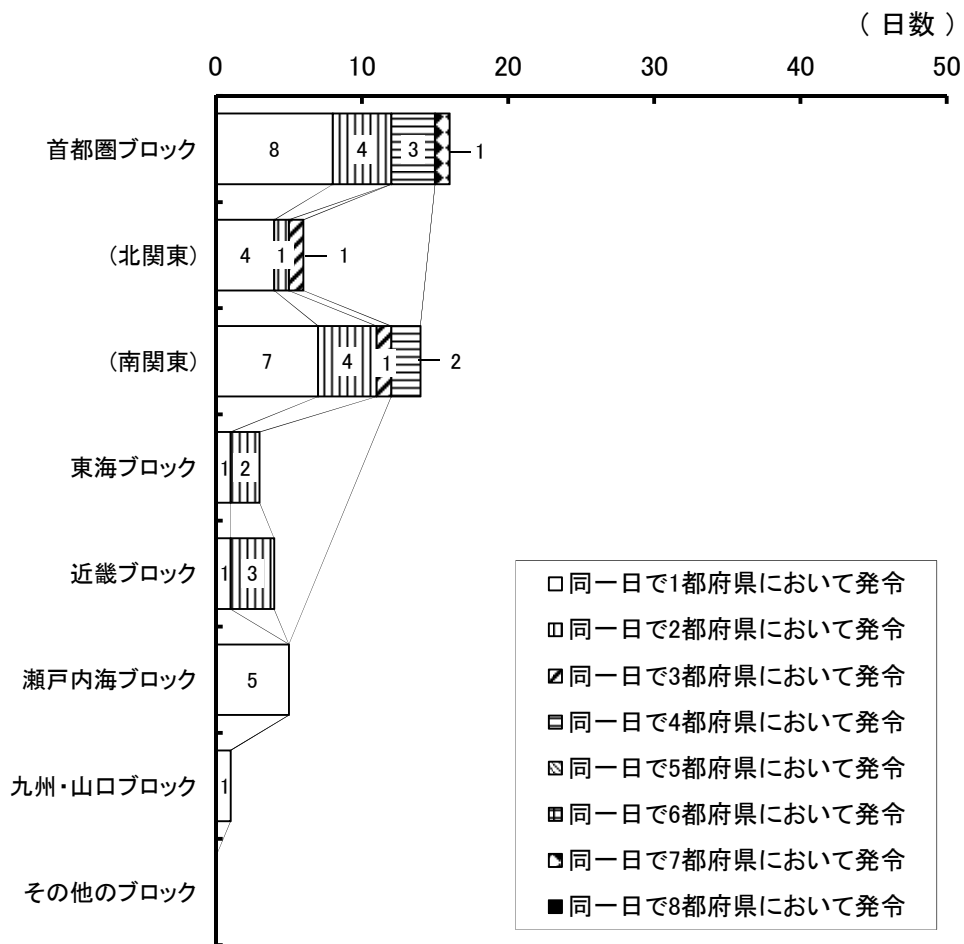 （ 日数 ）
0 10 20 30 40 50
首都圏ブロック 8 4 3 1
（北関東） 4 1 1
（南関東） 7 4 1 2
東海ブロック 1 2
近畿ブロック 1 3
瀬戸内海ブロック 5
九州・山口ブロック 1
その他のブロック
同一日で1都府県において発令
同一日で2都府県において発令
同一日で3都府県において発令
同一日で4都府県において発令
同一日で5都府県において発令
同一日で6都府県において発令
同一日で7都府県において発令
同一日で8都府県において発令